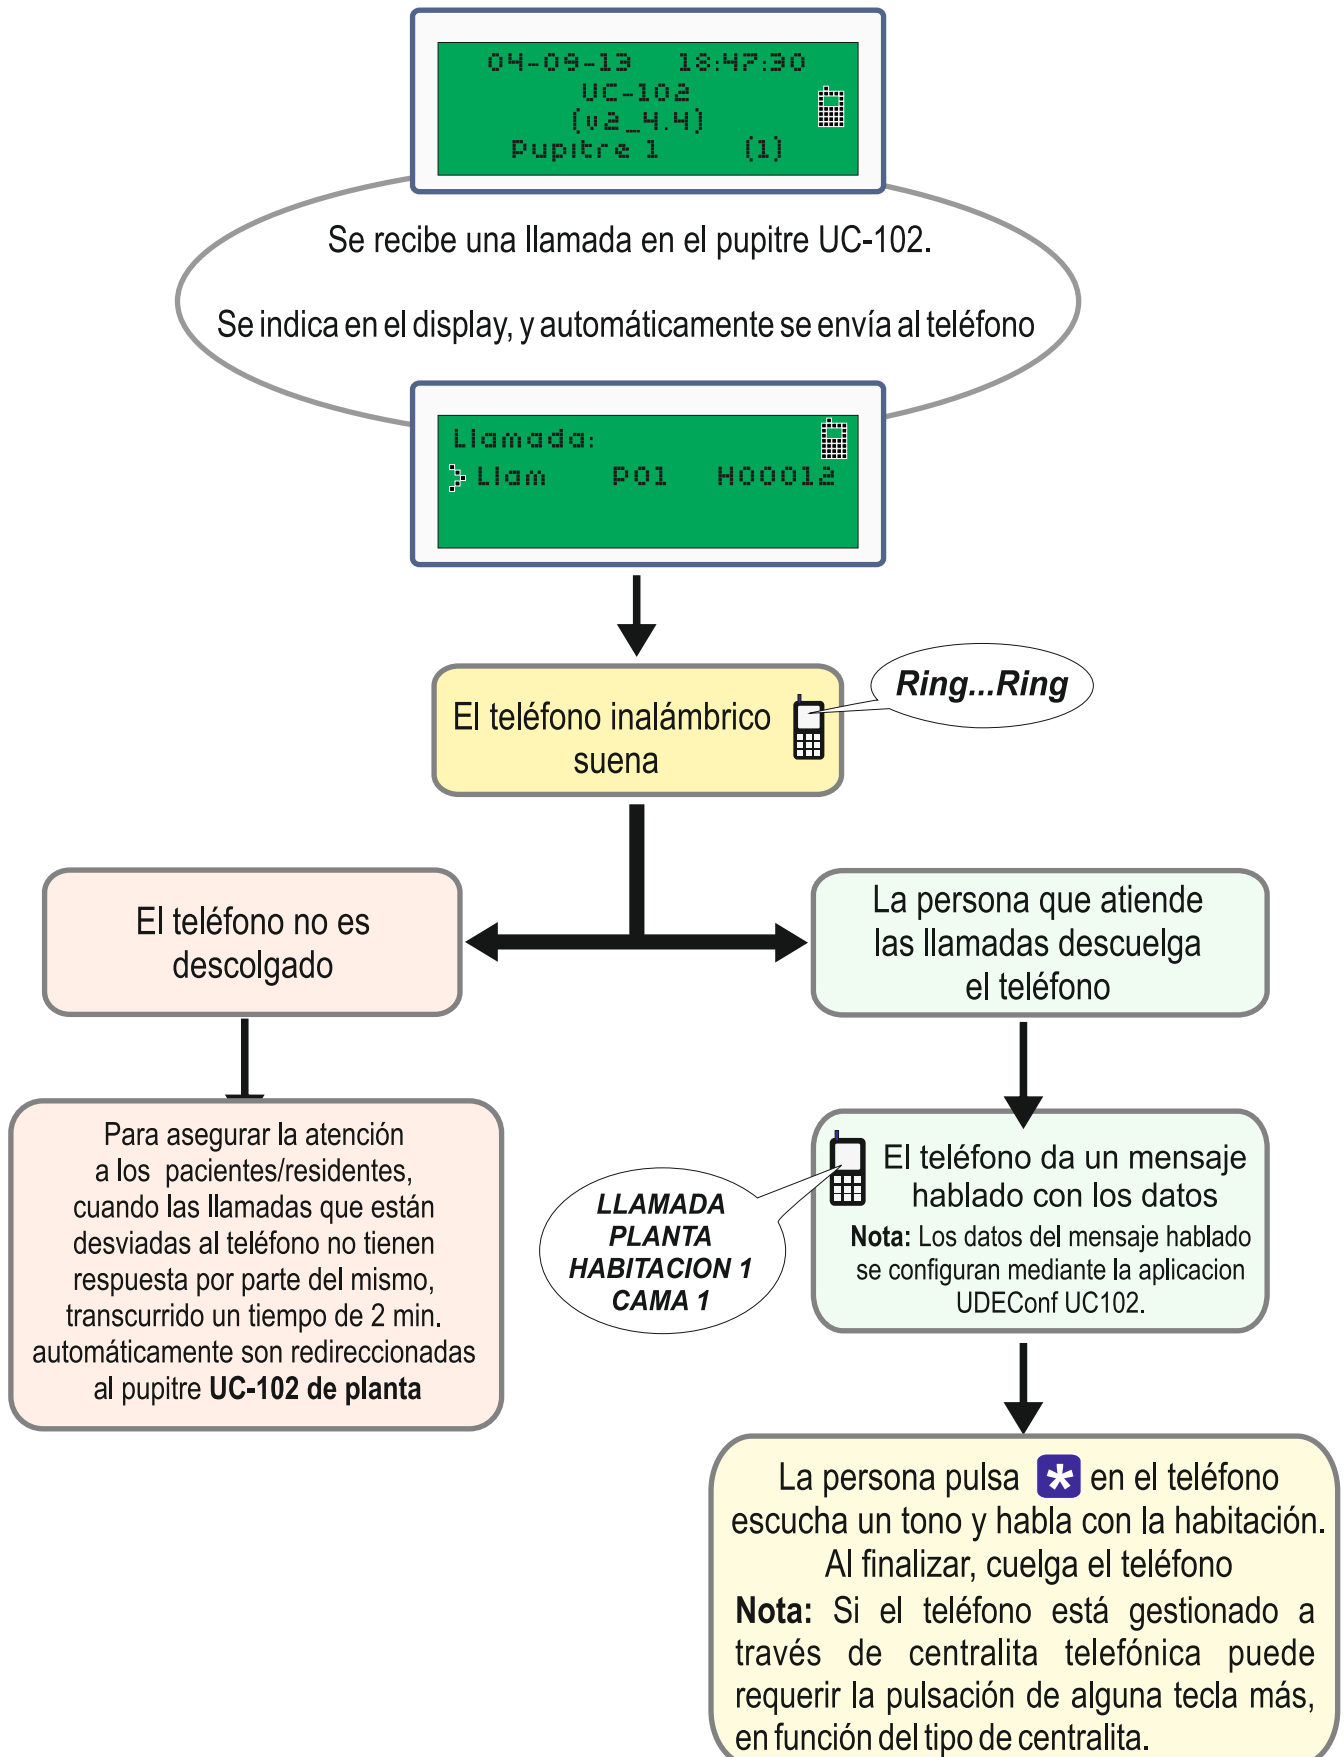 04-09-13 18:47:30
UC-102
(v2_4.4)
Pupitre 1 (1)
Se recibe una llamada en el pupitre UC-102.
Se indica en el display, y automáticamente se envía al teléfono
Llamada:
Llam P01 H00012
El teléfono inalámbrico
suena
Ring...Ring
El teléfono no es
descolgado
La persona que atiende
las llamadas descuelga
el teléfono
Para asegurar la atención
a los pacientes/residentes,
cuando las llamadas que están
desviadas al teléfono no tienen
respuesta por parte del mismo,
transcurrido un tiempo de 2 min.
automáticamente son redireccionadas
al pupitre UC-102 de planta
LLAMADA
PLANTA
HABITACION 1
CAMA 1
El teléfono da un mensaje
hablado con los datos
Nota: Los datos del mensaje hablado
se configuran mediante la aplicacion
UDEConf UC102.
La persona pulsa * en el teléfono
escucha un tono y habla con la habitación.
Al finalizar, cuelga el teléfono
Nota: Si el teléfono está gestionado a
través de centralita telefónica puede
requerir la pulsación de alguna tecla más,
en función del tipo de centralita.